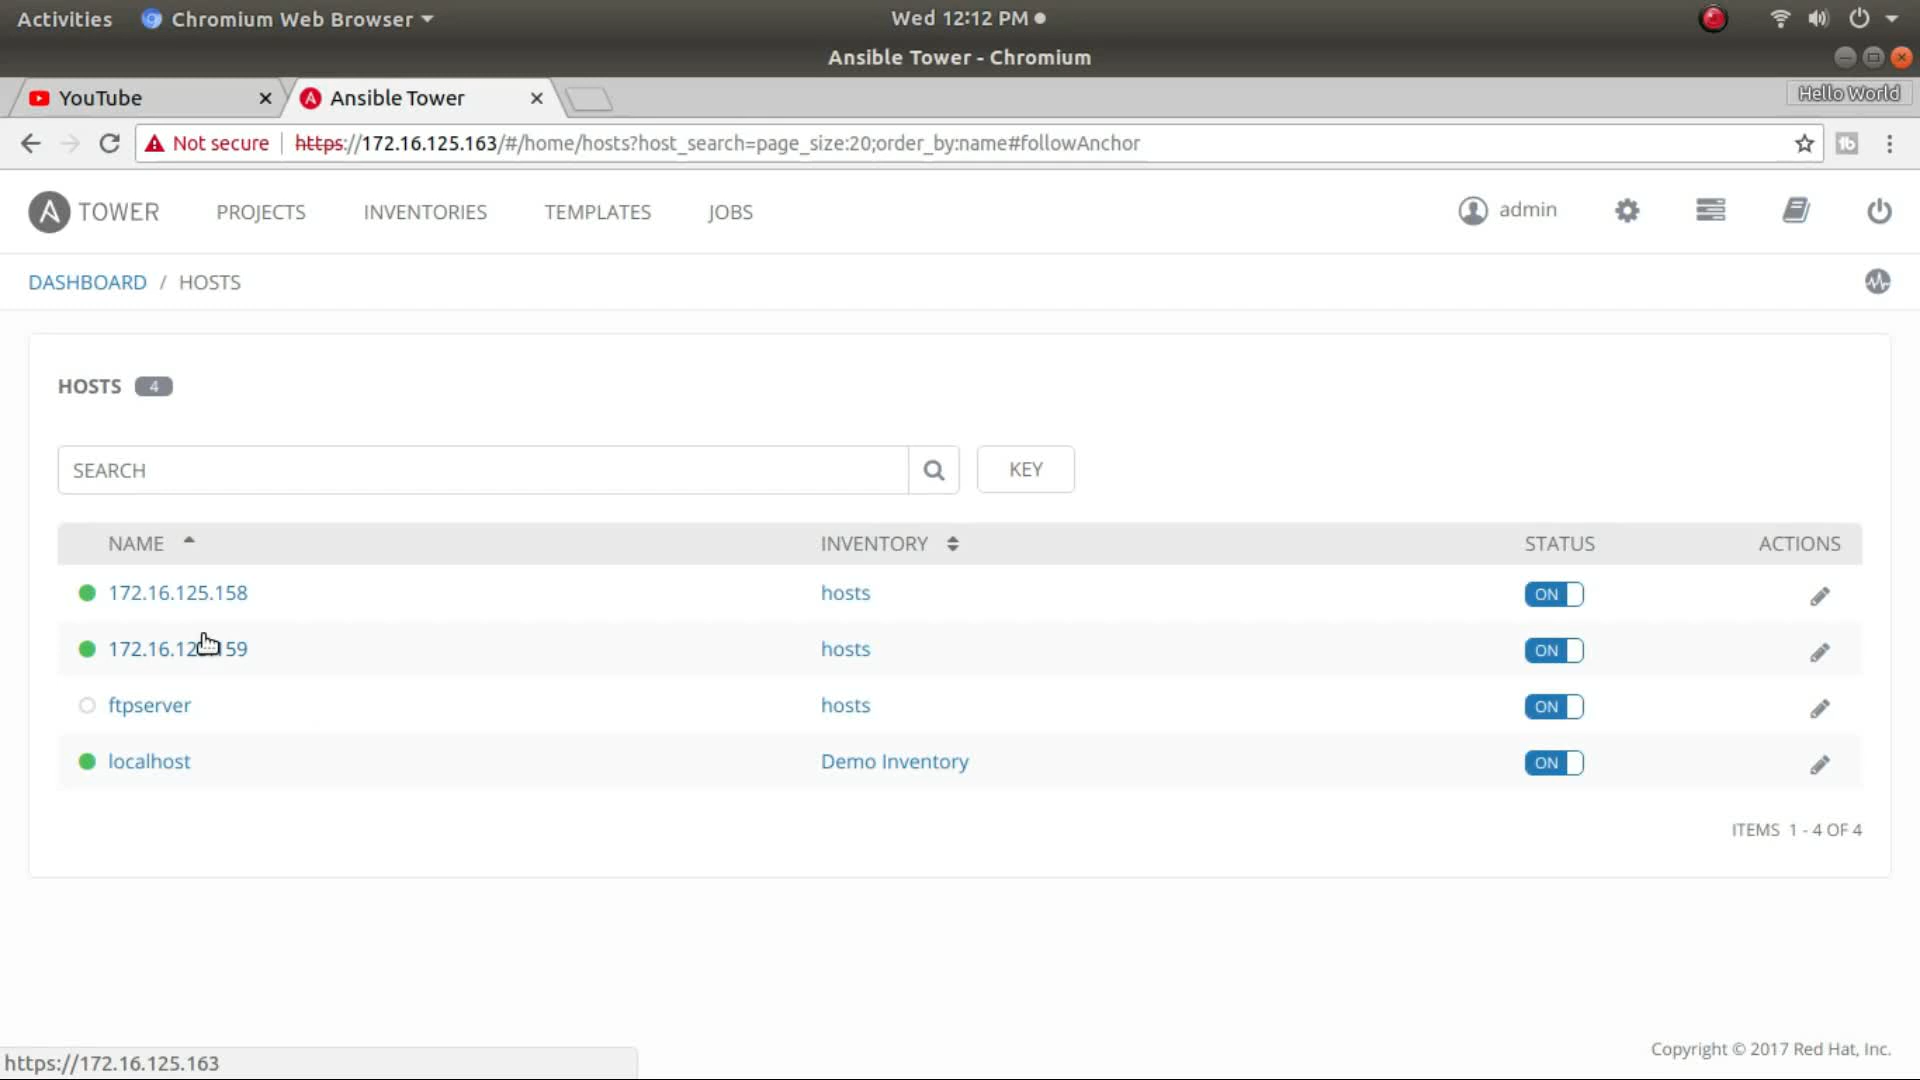 Activities Chromium Web Browser Wed 12:12 PM
Ansible Tower - Chromium
YouTube Ansible Tower Hello World
Not secure https://172.16.125.163/#/home/hosts?host_search=page_size:20;order_by:name#followAnchor
TOWER PROJECTS INVENTORIES TEMPLATES JOBS admin
DASHBOARD / HOSTS
HOSTS 4
SEARCH KEY
NAME INVENTORY STATUS ACTIONS
172.16.125.158 hosts ON
172.16.12 59 hosts ON
ftpserver hosts ON
localhost Demo Inventory ON
ITEMS 1 - 4 OF 4
Copyright © 2017 Red Hat, Inc.
https://172.16.125.163